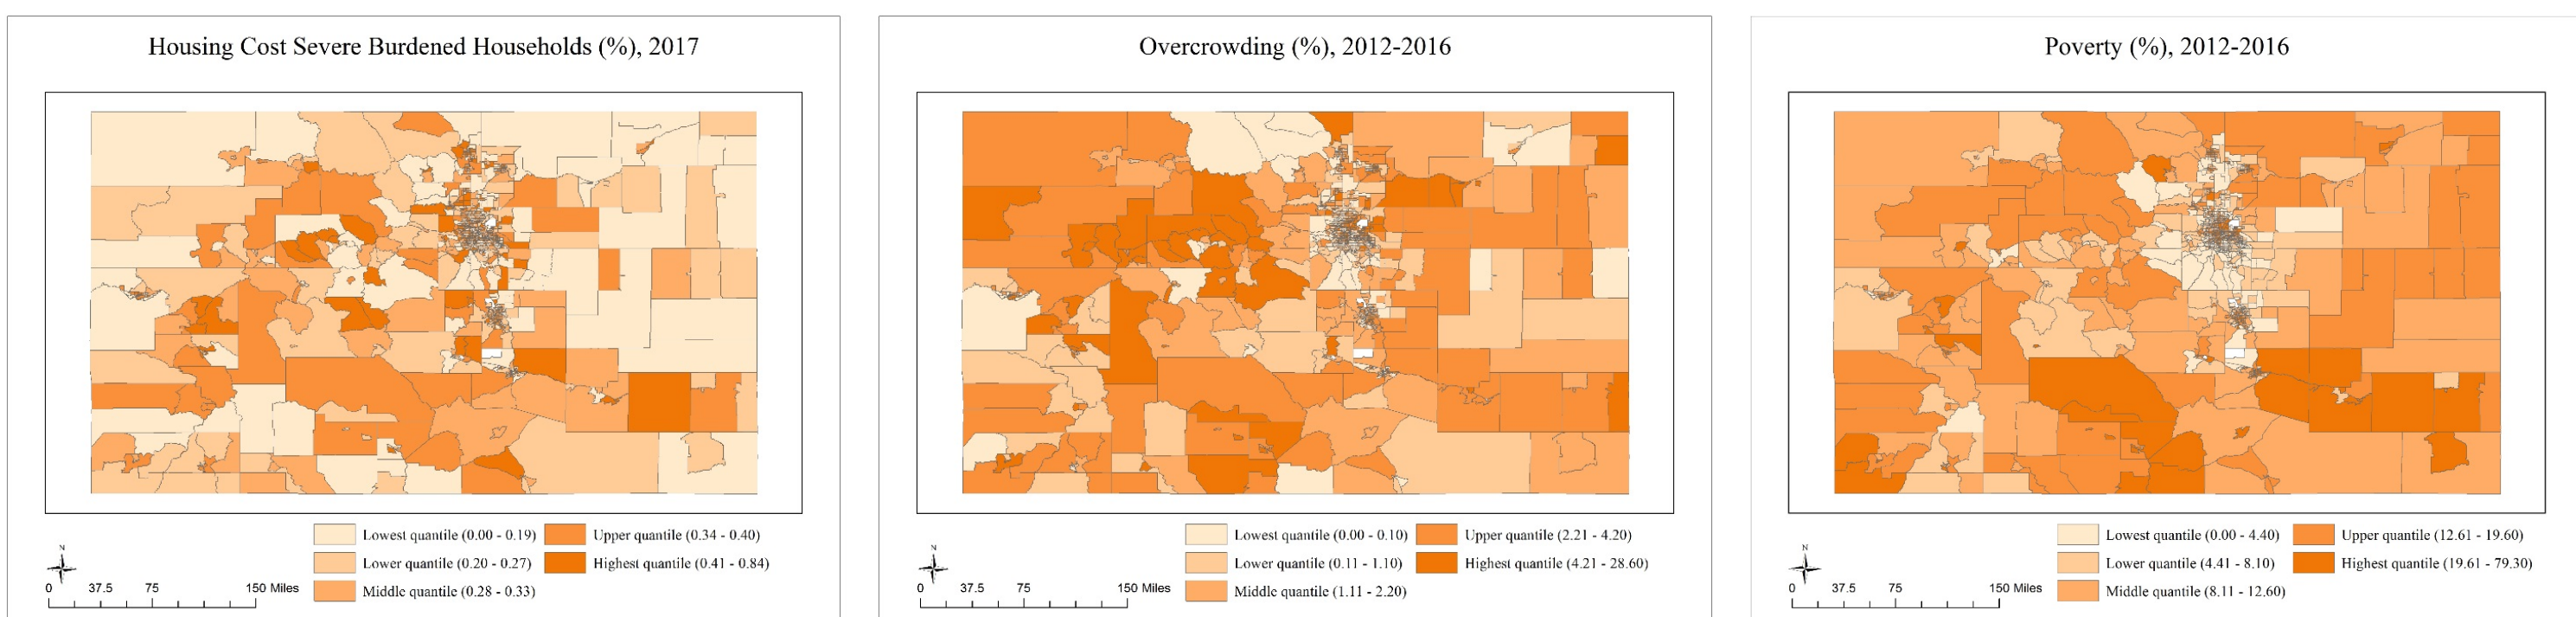 Housing Cost Severe Burdened Households (%), 2017
N
0 37.5 75 150 Miles
Lowest quantile (0.00 - 0.19)
Lower quantile (0.20 - 0.27)
Middle quantile (0.28 - 0.33)
Upper quantile (0.34 - 0.40)
Highest quantile (0.41 - 0.84)
Overcrowding (%), 2012-2016
N
0 37.5 75 150 Miles
Lowest quantile (0.00 - 0.10)
Lower quantile (0.11 - 1.10)
Middle quantile (1.11 - 2.20)
Upper quantile (2.21 - 4.20)
Highest quantile (4.21 - 28.60)
Poverty (%), 2012-2016
N
0 37.5 75 150 Miles
Lowest quantile (0.00 - 4.40)
Lower quantile (4.41 - 8.10)
Middle quantile (8.11 - 12.60)
Upper quantile (12.61 - 19.60)
Highest quantile (19.61 - 79.30)